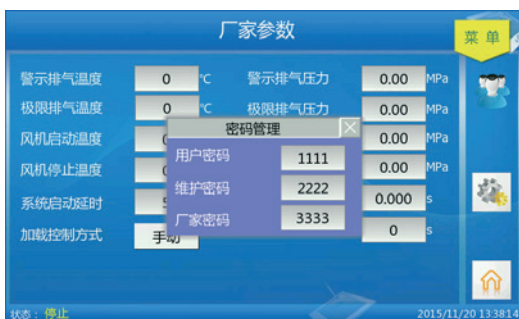 厂家参数
菜 单
警示排气温度 0 ℃ 警示排气压力 0.00 MPa
极限排气温度 0 ℃ 极限排气压力 0.00 MPa
密码管理
风机启动温度 0.00 MPa
用户密码 1111
风机停止温度 0.00 MPa
维护密码 2222
系统启动延时 0.000 s
厂家密码 3333
加载控制方式 手动 0 s
状态： 停止 2015/11/20 13:38:14